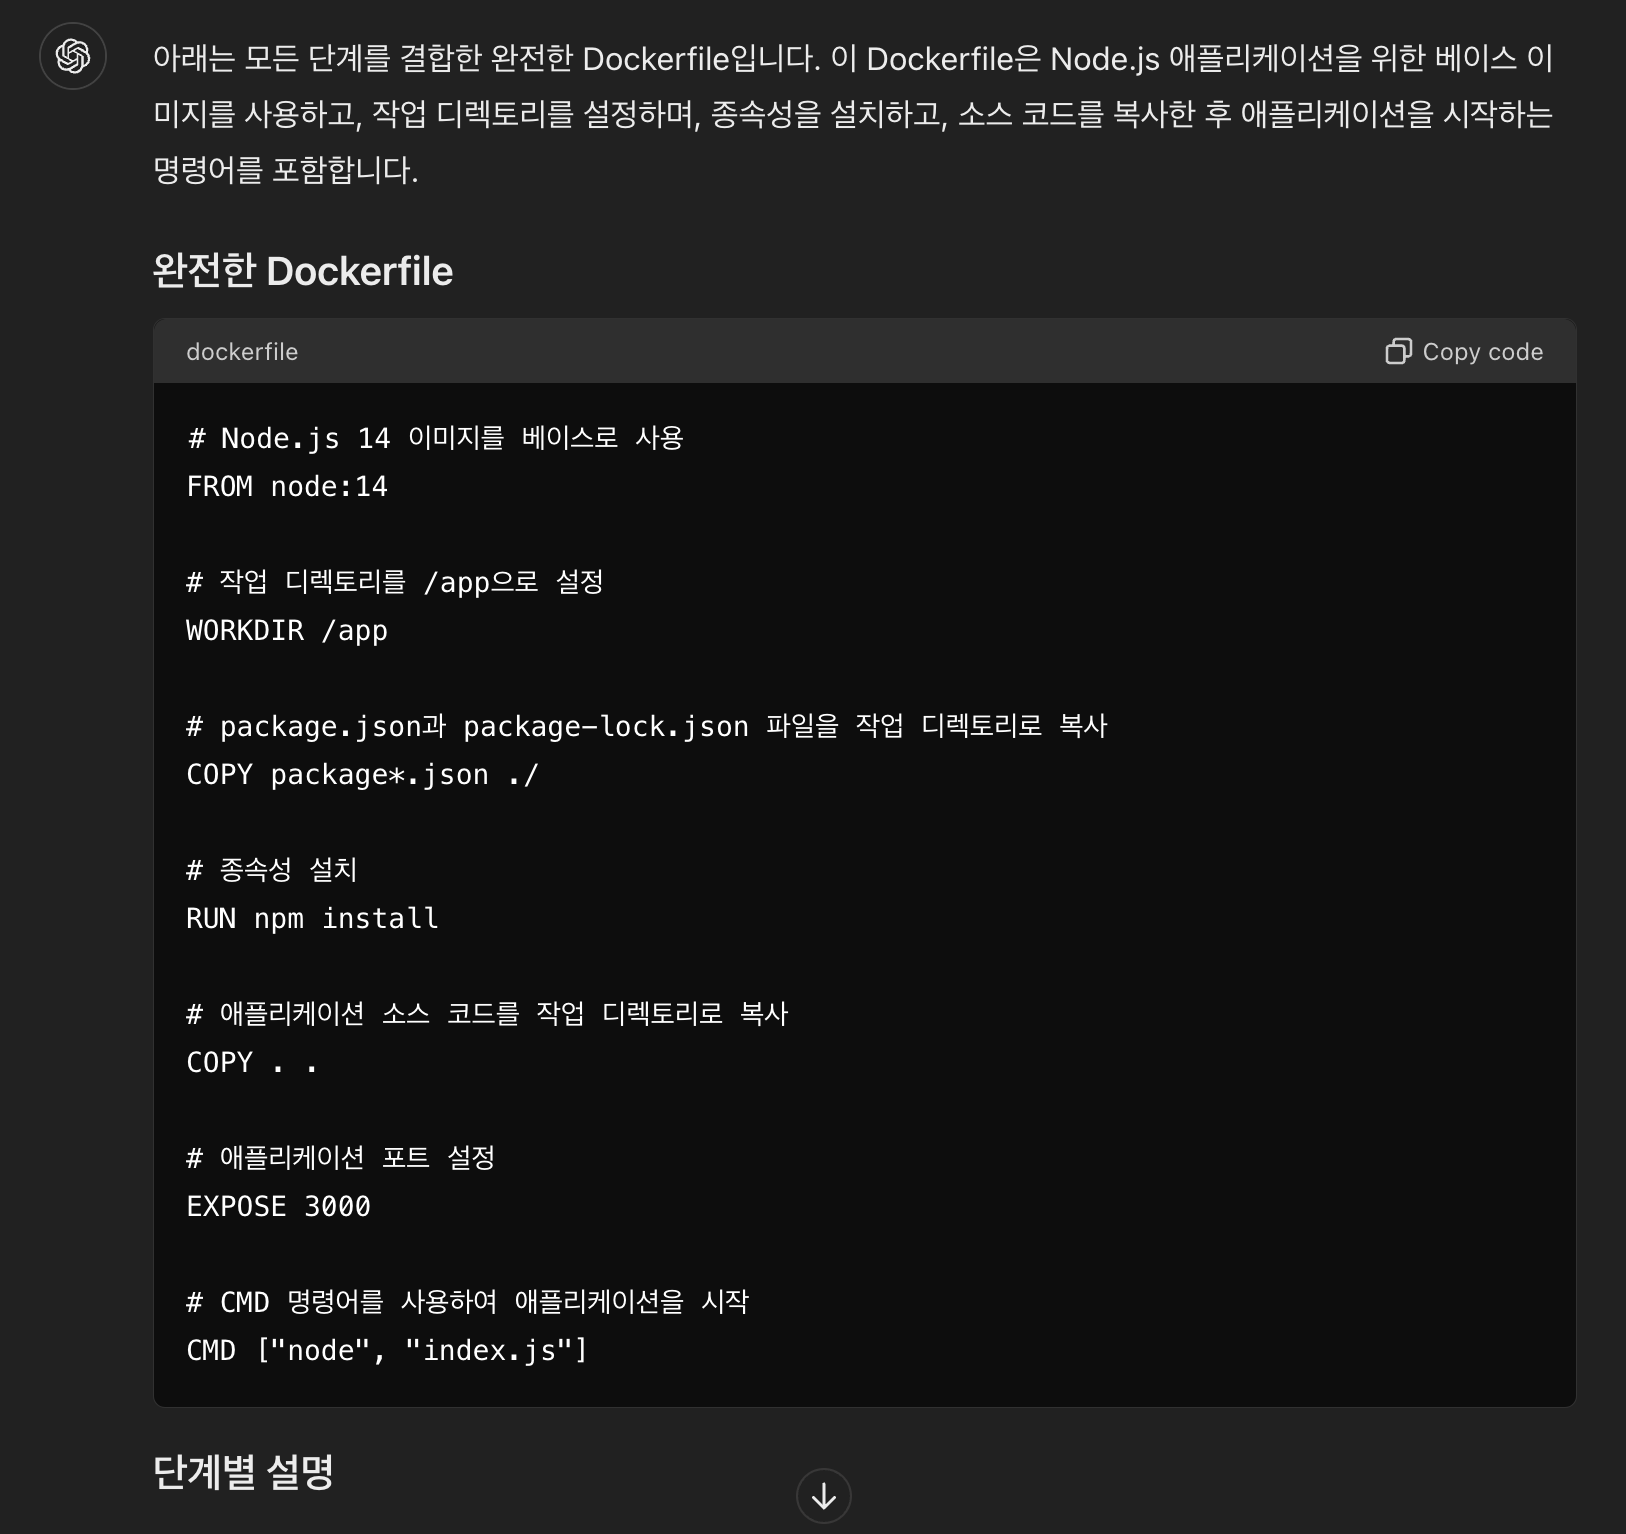 아래는 모든 단계를 결합한 완전한 Dockerfile입니다. 이 Dockerfile은 Node.js 애플리케이션을 위한 베이스 이
미지를 사용하고, 작업 디렉토리를 설정하며, 종속성을 설치하고, 소스 코드를 복사한 후 애플리케이션을 시작하는
명령어를 포함합니다.
완전한 Dockerfile
dockerfile
Copy code
# Node.js 14 이미지를 베이스로 사용
FROM node:14
# 작업 디렉토리를 /app으로 설정
WORKDIR /app
# package.json과 package-lock.json 파일을 작업 디렉토리로 복사
COPY package*.json ./
# 종속성 설치
RUN npm install
# 애플리케이션 소스 코드를 작업 디렉토리로 복사
COPY . .
# 애플리케이션 포트 설정
EXPOSE 3000
# CMD 명령어를 사용하여 애플리케이션을 시작
CMD ["node", "index.js"]
단계별 설명